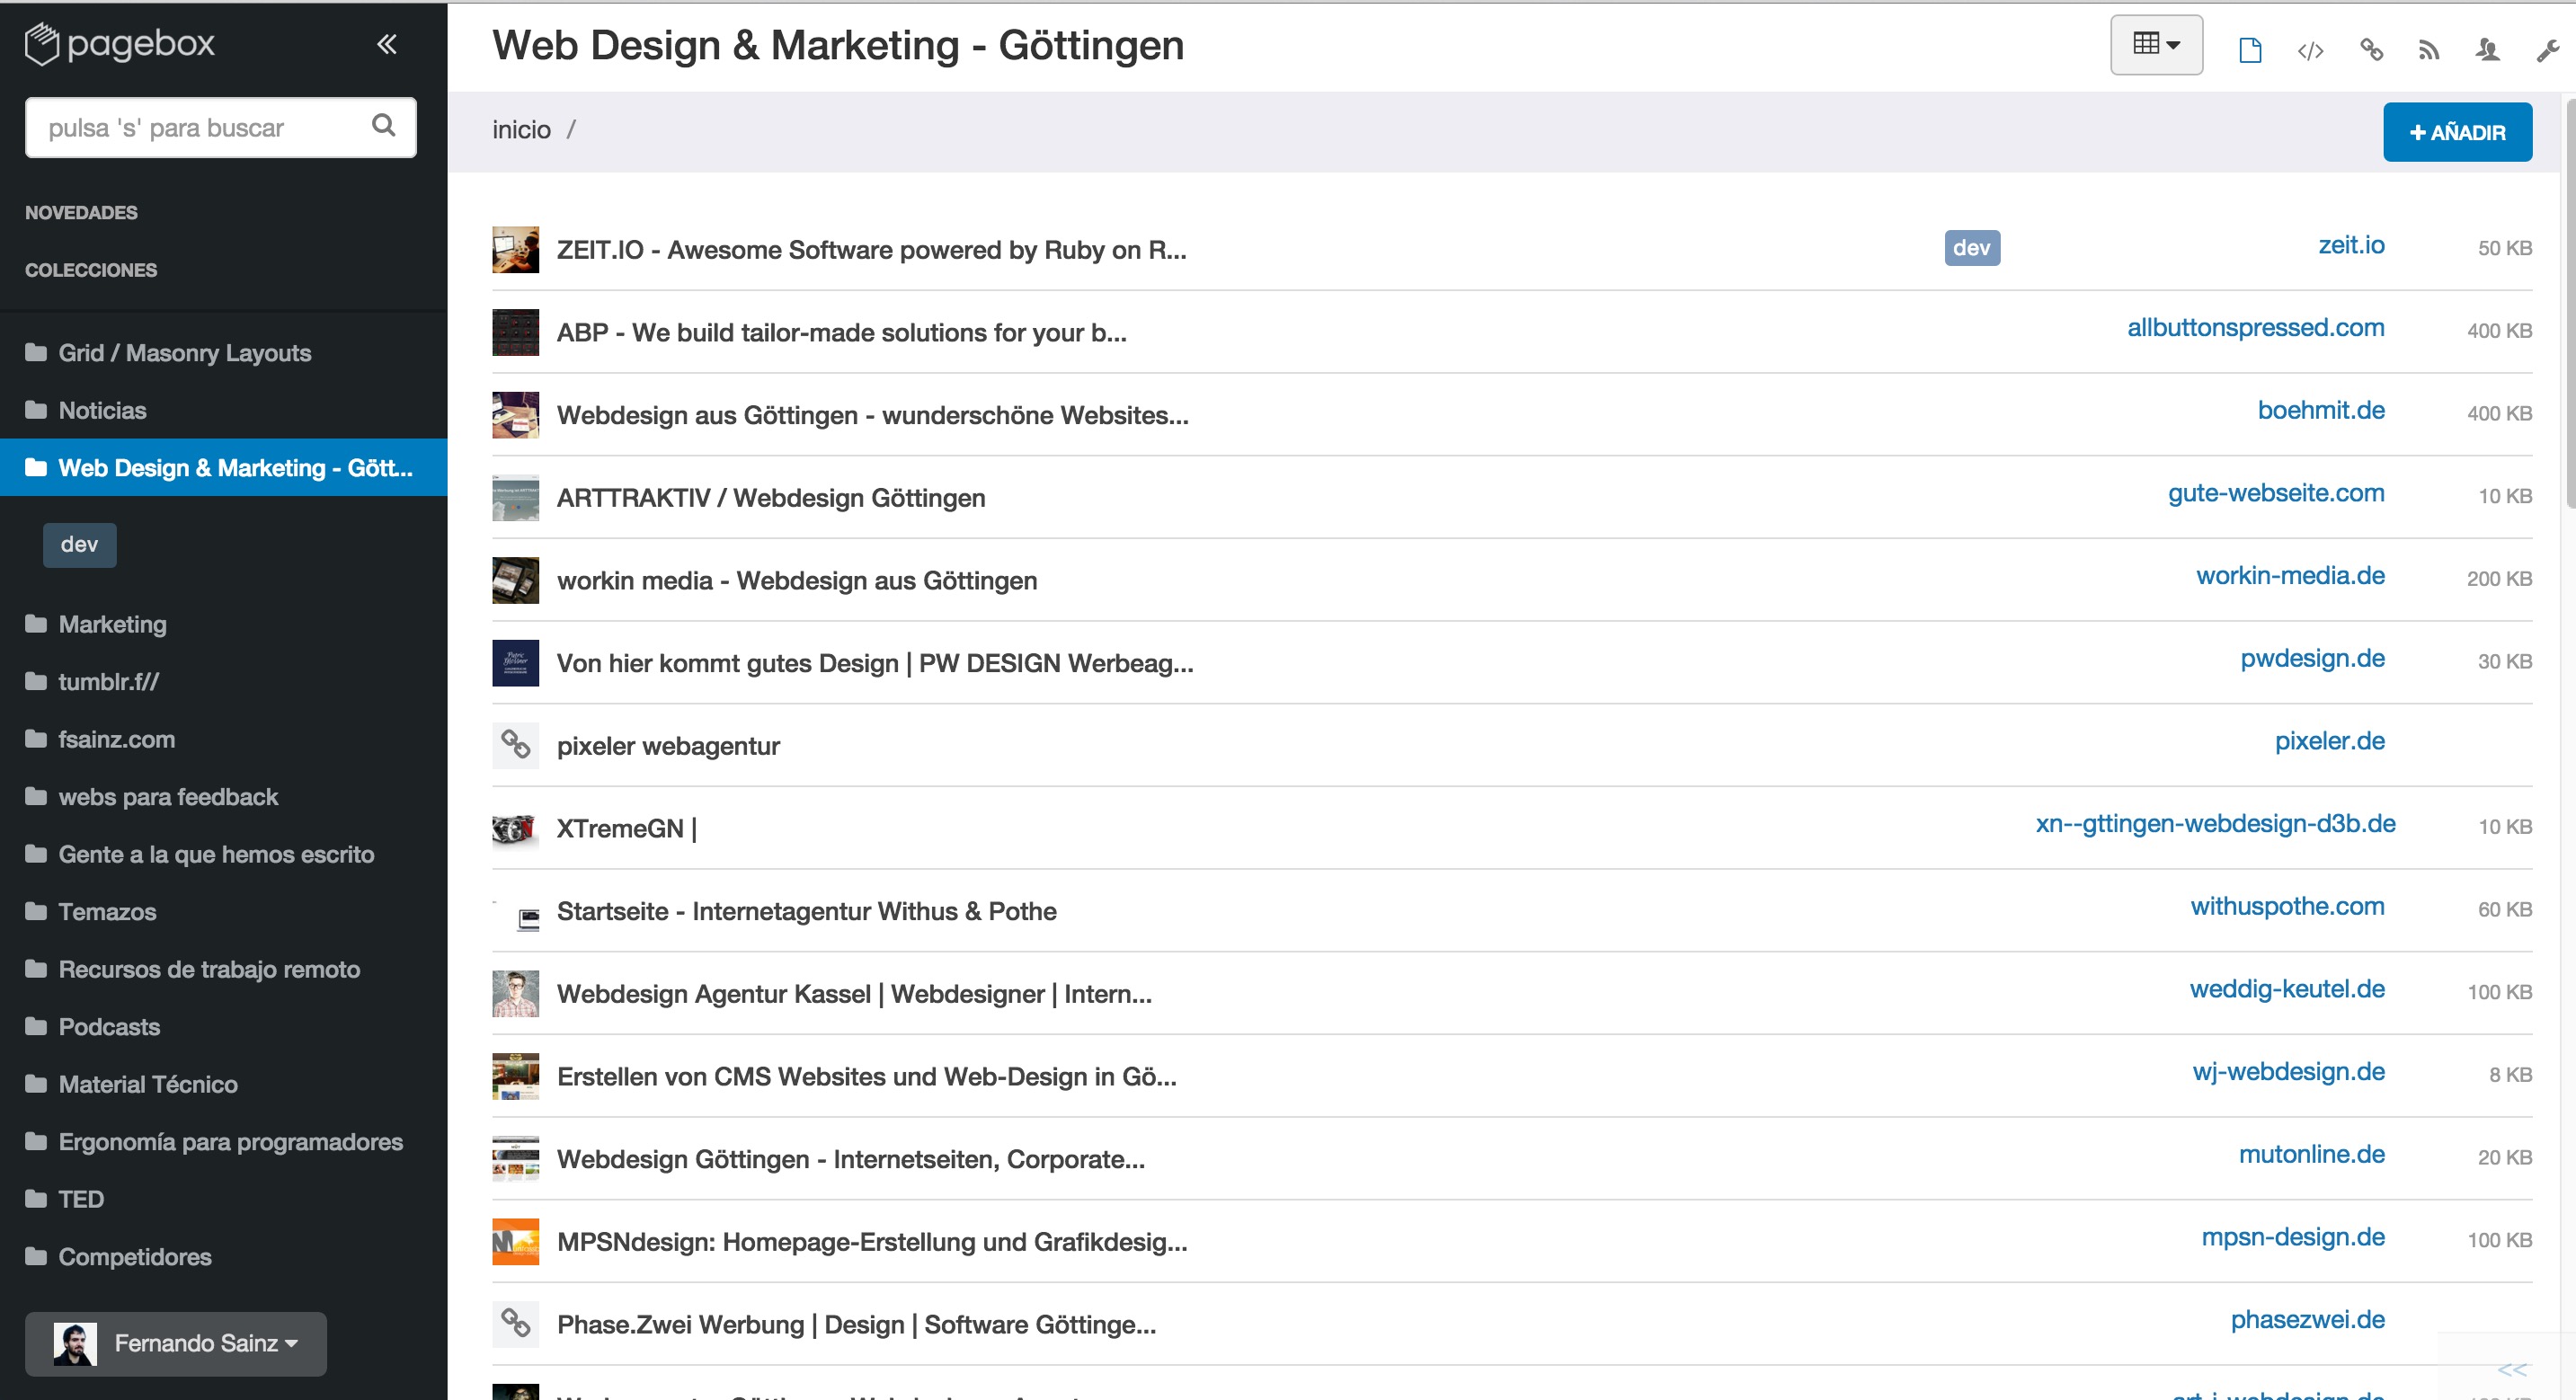 pagebox
pulsa 's' para buscar
NOVEDADES
COLECCIONES
Grid / Masonry Layouts
Noticias
Web Design & Marketing - Gött...
dev
Marketing
tumblr.f//
fsainz.com
webs para feedback
Gente a la que hemos escrito
Temazos
Recursos de trabajo remoto
Podcasts
Material Técnico
Ergonomía para programadores
TED
Competidores
Fernando Sainz
Web Design & Marketing - Göttingen
inicio /
+ AÑADIR
ZEIT.IO - Awesome Software powered by Ruby on R... dev zeit.io 50 KB
ABP - We build tailor-made solutions for your b... allbuttonspressed.com 400 KB
Webdesign aus Göttingen - wunderschöne Websites... boehmit.de 400 KB
ARTTRAKTIV / Webdesign Göttingen gute-webseite.com 10 KB
workin media - Webdesign aus Göttingen workin-media.de 200 KB
Von hier kommt gutes Design | PW DESIGN Werbeag... pwdesign.de 30 KB
pixeler webagentur pixeler.de
XTremeGN | xn--gttingen-webdesign-d3b.de 10 KB
Startseite - Internetagentur Withus & Pothe withuspothe.com 60 KB
Webdesign Agentur Kassel | Webdesigner | Intern... weddig-keutel.de 100 KB
Erstellen von CMS Websites und Web-Design in Gö... wj-webdesign.de 8 KB
Webdesign Göttingen - Internetseiten, Corporate... mutonline.de 20 KB
MPSNdesign: Homepage-Erstellung und Grafikdesig... mpsn-design.de 100 KB
Phase.Zwei Werbung | Design | Software Göttinge... phasezwei.de
<<